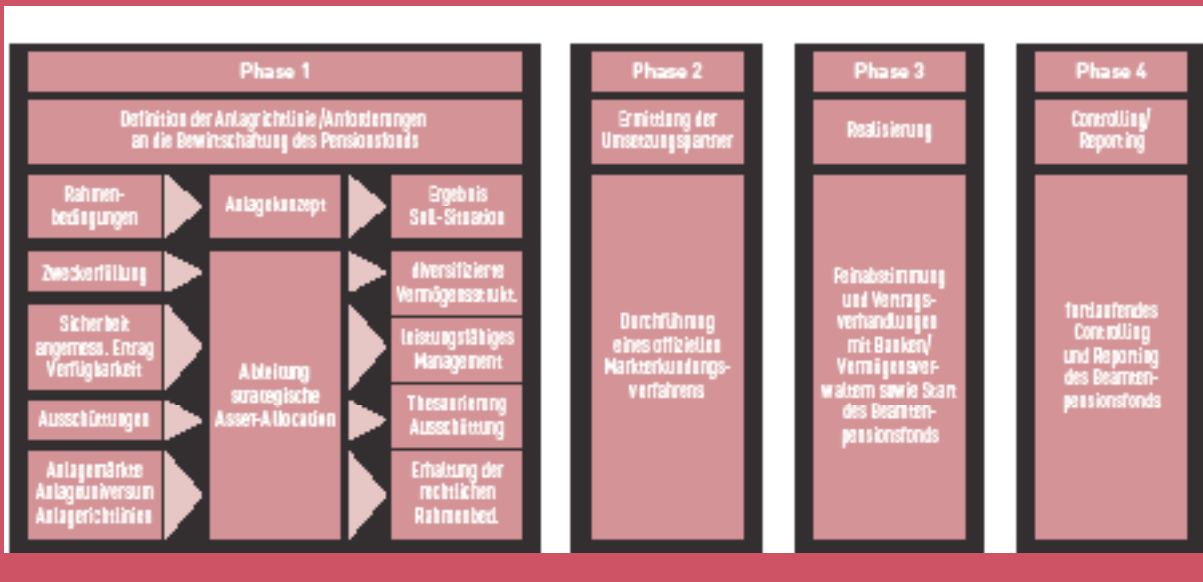 Phase 1
Definition der Anlagrichtlinie/Anforderungen
an die Bewirtschaftung des Pensionsfonds
Rahmen-
bedingungen
Anlagekonzept
Ergebnis
Soll-Situation
Zweckerfüllung
Sicherheit
angemess. Ertrag
Verfügbarkeit
Ausschüttungen
Anlagemärkte
Anlageuniversum
Anlagerichtlinien
Ableitung
strategische
Asset-Allocation
diversifizierte
Vermögensstrukt.
leistungsfähiges
Management
Thesaurierung
Ausschüttung
Erhaltung der
rechtlichen
Rahmenbed.
Phase 2
Ermittlung der
Umsetzungspartner
Durchführung
eines offiziellen
Markterkundungs-
verfahrens
Phase 3
Realisierung
Feinabstimmung
und Vertrags-
verhandlungen
mit Banken/
Vermögensver-
waltern sowie Start
des Beamten-
pensionsfonds
Phase 4
Controlling/
Reporting
fortlaufendes
Controlling
und Reporting
des Beamten-
pensionsfonds